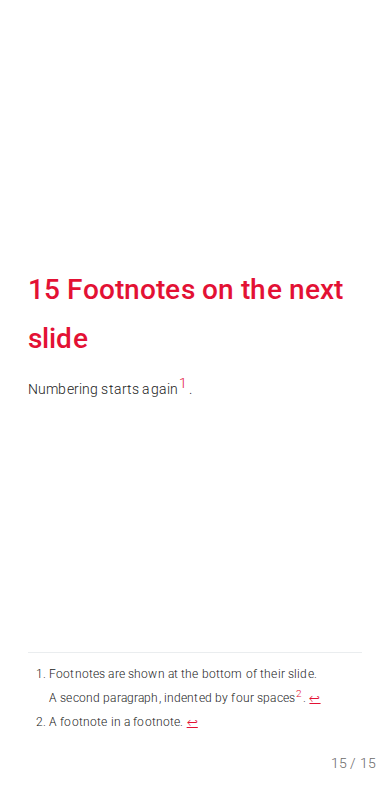 15 Footnotes on the next
slide
Numbering starts again1.
1. Footnotes are shown at the bottom of their slide.
A second paragraph, indented by four spaces2. ↩
2. A footnote in a footnote. ↩
15 / 15